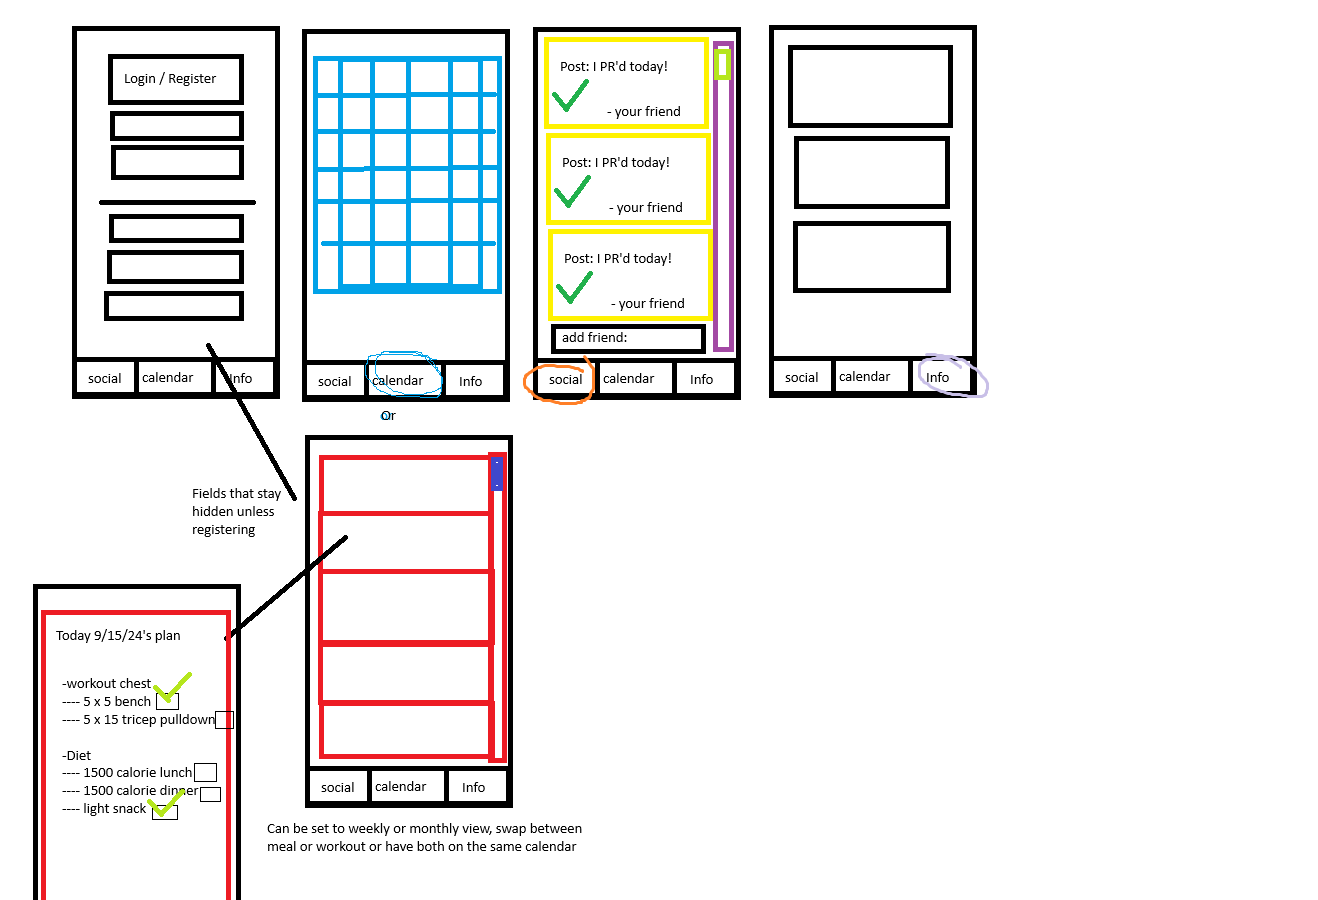 Login / Register
social calendar Info
social calendar Info
or
Post: I PR'd today!
- your friend
Post: I PR'd today!
- your friend
Post: I PR'd today!
- your friend
add friend:
social calendar Info
social calendar Info
Fields that stay
hidden unless
registering
Today 9/15/24's plan
-workout chest
---- 5 x 5 bench
---- 5 x 15 tricep pulldown
-Diet
---- 1500 calorie lunch
---- 1500 calorie dinner
---- light snack
social calendar Info
Can be set to weekly or monthly view, swap between
meal or workout or have both on the same calendar